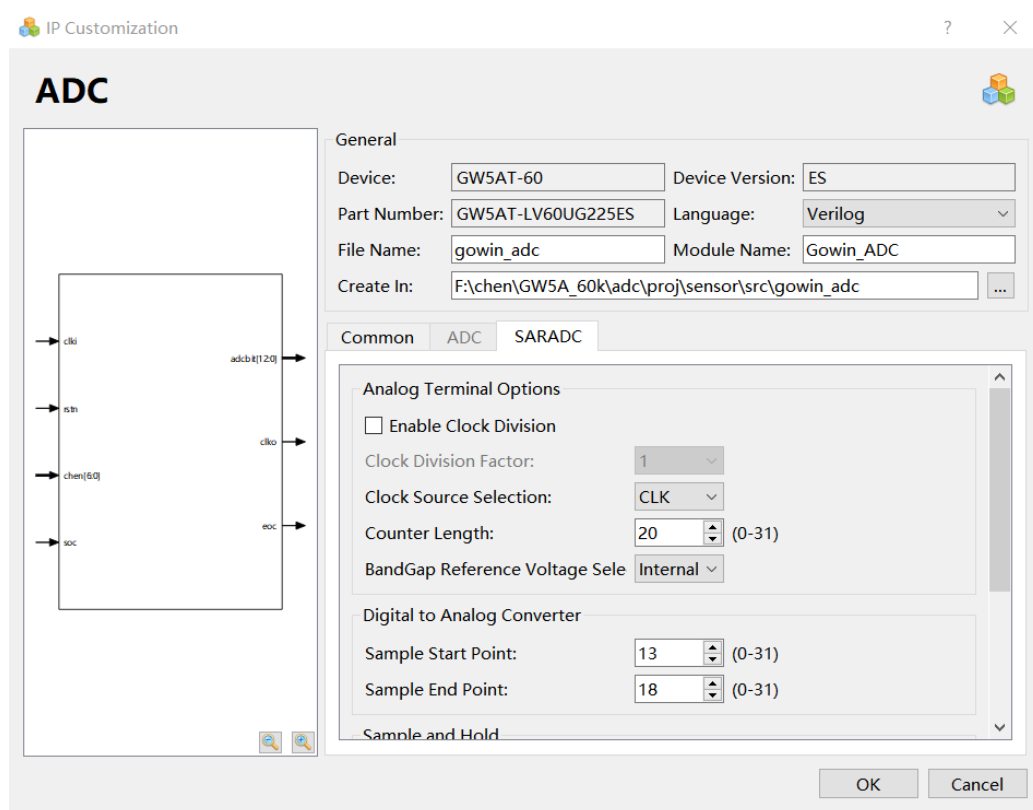 IP Customization
ADC
General
Device: GW5AT-60 Device Version: ES
Part Number: GW5AT-LV60UG225ES Language: Verilog
File Name: gowin_adc Module Name: Gowin_ADC
Create In: F:\chen\GW5A_60k\adc\proj\sensor\src\gowin_adc ...
Common ADC SARADC
clki
rstn
chen[6:0]
soc
adcbit[12:0]
clko
eoc
Analog Terminal Options
Enable Clock Division
Clock Division Factor: 1
Clock Source Selection: CLK
Counter Length: 20 (0-31)
BandGap Reference Voltage Sele Internal
Digital to Analog Converter
Sample Start Point: 13 (0-31)
Sample End Point: 18 (0-31)
Sample and Hold
OK Cancel